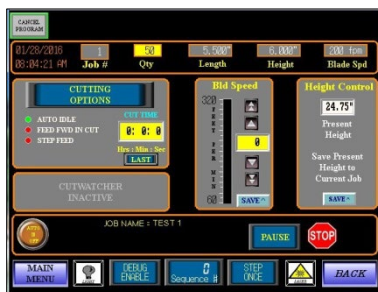 CANCEL
PROGRAM
01/28/2016
08:04:21 AM
1
50
5.500"
6.000"
200 fpm
Job #
Qty
Length
Height
Blade Spd
CUTTING
OPTIONS
AUTO IDLE
FEED FWD IN CUT
STEP FEED
CUT TIME
0: 0: 0
Hrs : Min : Sec
LAST
CUTWATCHER
INACTIVE
Bld Speed
320
FEET PER MIN
60
0
SAVE ^
Height Control
24.75"
Present
Height
Save Present
Height to
Current Job
SAVE ^
JOB NAME = TEST 1
PAUSE
STOP
MAIN
MENU
DEBUG
ENABLE
0
Sequence #
STEP
ONCE
BACK